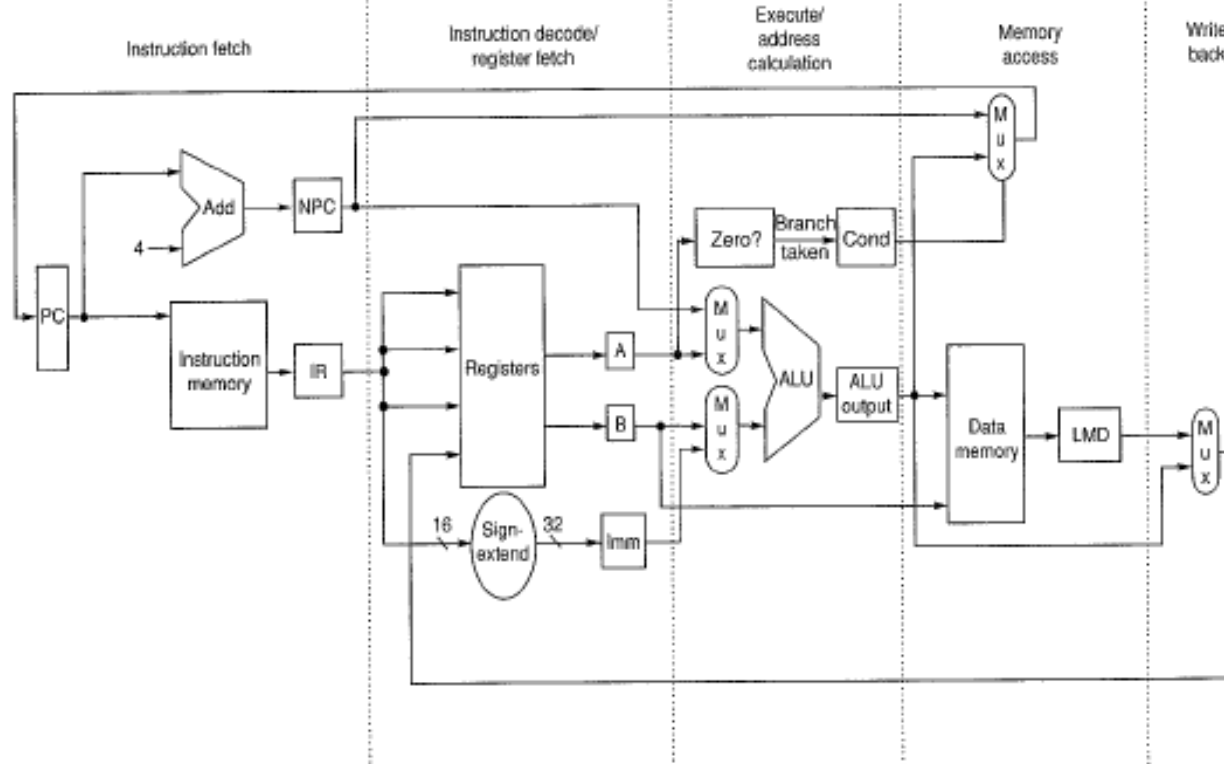 Instruction fetch
Instruction decode/
register fetch
Execute/
address
calculation
Memory
access
Write
back
M
u
x
Add
NPC
4
Zero?
Branch
taken
Cond
PC
Instruction
memory
IR
Registers
A
B
M
u
x
M
u
x
ALU
ALU
output
Data
memory
LMD
M
u
x
16
Sign-
extend
32
Imm